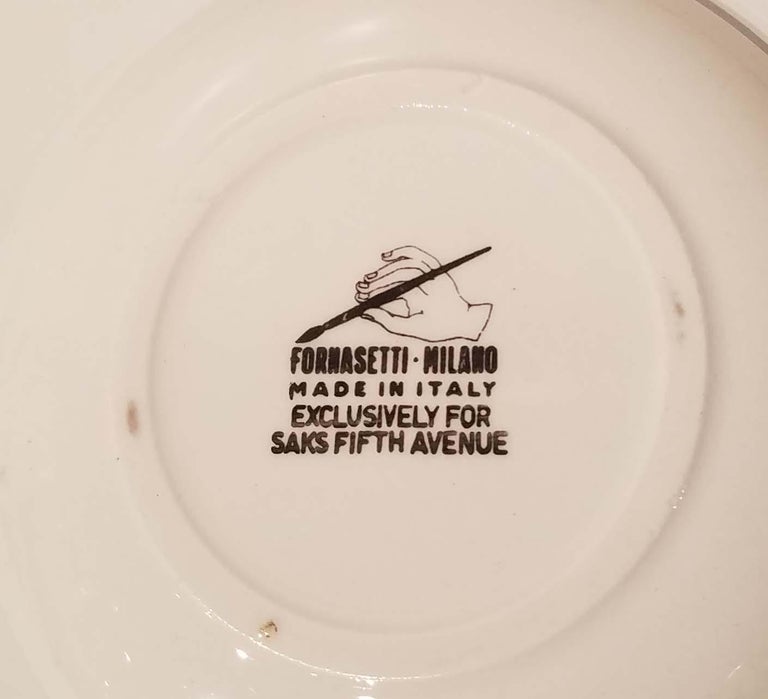 FORNASETTI · MILANO
MADE IN ITALY
EXCLUSIVELY FOR
SAKS FIFTH AVENUE